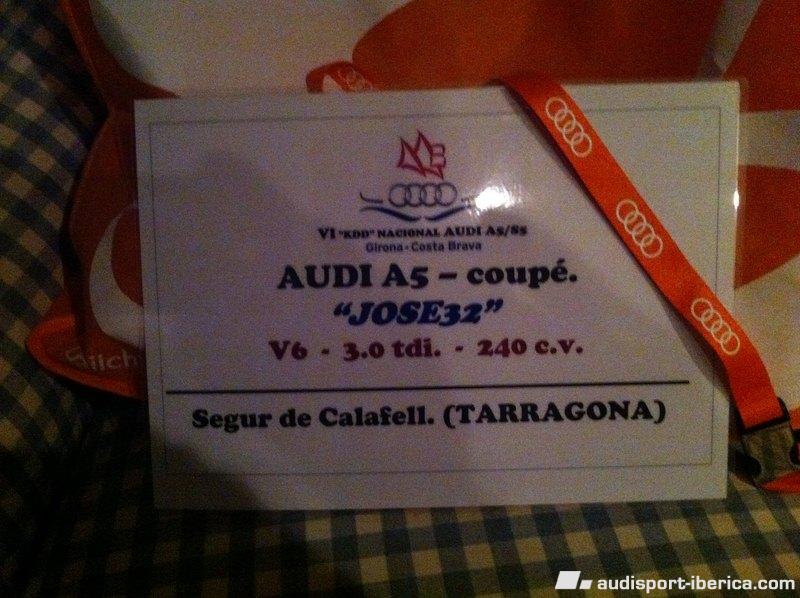 VI "KDD" NACIONAL AUDI A5/S5
Girona - Costa Brava
AUDI A5 – coupé.
“JOSE32”
V6 - 3.0 tdi. - 240 c.v.
Segur de Calafell. (TARRAGONA)
audisport-iberica.com